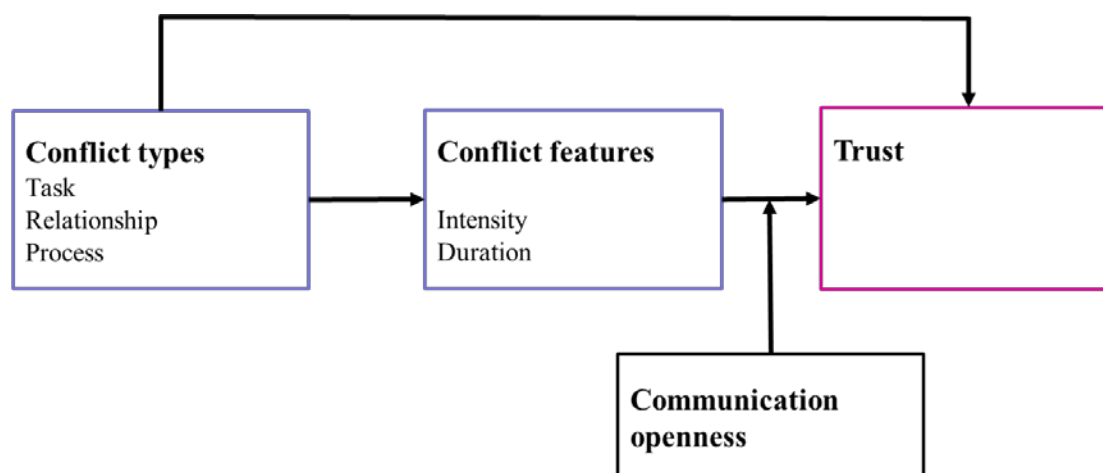 Conflict types
Task
Relationship
Process
Conflict features
Intensity
Duration
Trust
Communication
openness